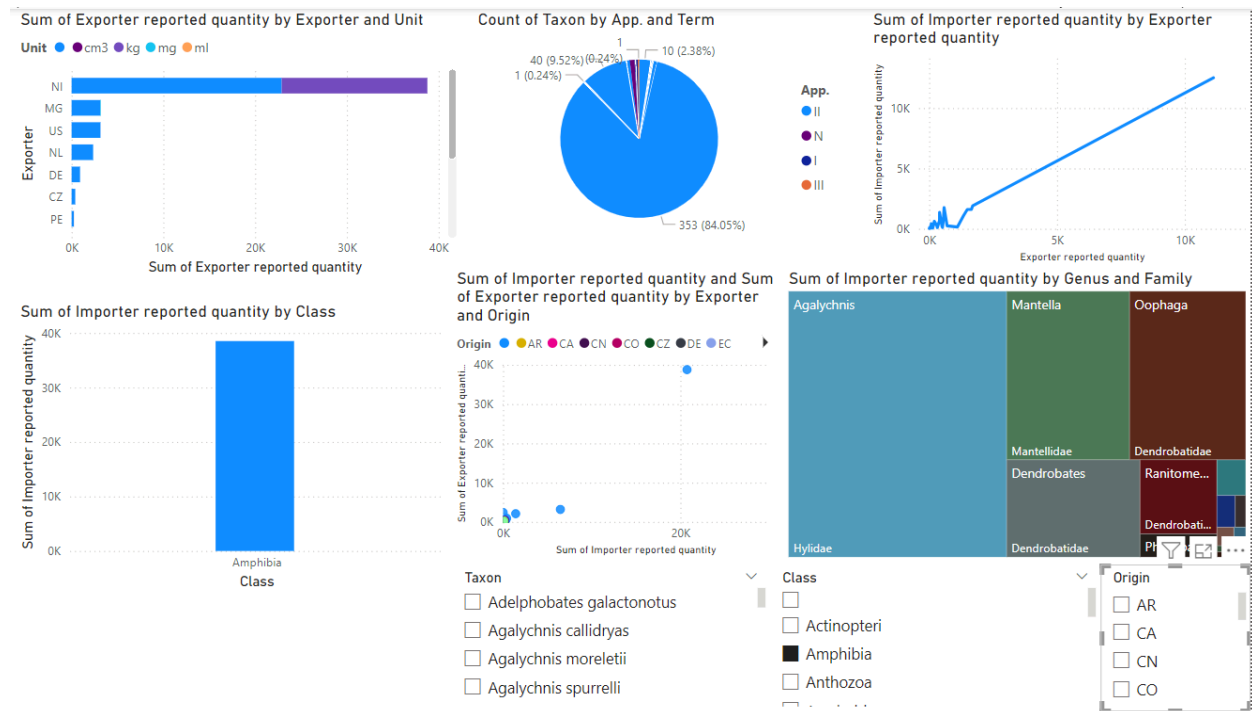 Sum of Exporter reported quantity by Exporter and Unit
Unit cm3 kg mg ml
Exporter
NI
MG
US
NL
DE
CZ
PE
0K 10K 20K 30K 40K
Sum of Exporter reported quantity
Count of Taxon by App. and Term
1
10 (2.38%)
40 (9.52%)
(0.24%)
1 (0.24%)
353 (84.05%)
App.
II
N
I
III
Sum of Importer reported quantity by Exporter
reported quantity
Sum of Importer reported quantity
10K
5K
0K
0K 5K 10K
Exporter reported quantity
Sum of Importer reported quantity by Class
Sum of Importer reported quantity
40K
30K
20K
10K
0K
Amphibia
Class
Sum of Importer reported quantity and Sum
of Exporter reported quantity by Exporter
and Origin
Origin AR CA CN CO CZ DE EC
Sum of Exporter reported quanti...
40K
30K
20K
10K
0K
0K 20K
Sum of Importer reported quantity
Sum of Importer reported quantity by Genus and Family
Agalychnis
Hylidae
Mantella
Mantellidae
Oophaga
Dendrobatidae
Dendrobates
Dendrobatidae
Ranitome...
Dendrobati...
Taxon
Adelphobates galactonotus
Agalychnis callidryas
Agalychnis moreletii
Agalychnis spurrelli
Class
Actinopteri
Amphibia
Anthozoa
Origin
AR
CA
CN
CO